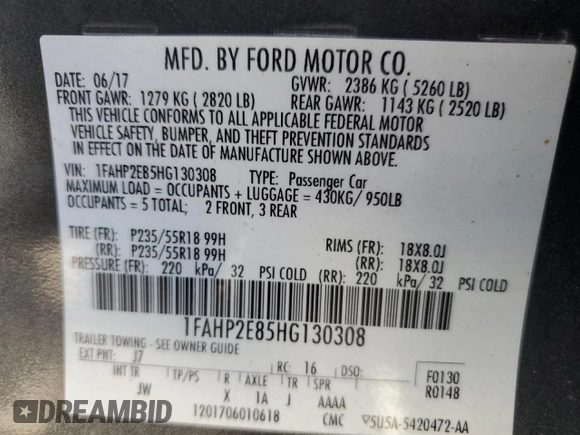 MFD. BY FORD MOTOR CO.
DATE: 06/17 GVWR: 2386 KG ( 5260 LB)
FRONT GAWR: 1279 KG ( 2820 LB) REAR GAWR: 1143 KG ( 2520 LB)
THIS VEHICLE CONFORMS TO ALL APPLICABLE FEDERAL MOTOR
VEHICLE SAFETY, BUMPER, AND THEFT PREVENTION STANDARDS
IN EFFECT ON THE DATE OF MANUFACTURE SHOWN ABOVE.
VIN: 1FAHP2E85HG130308 TYPE: Passenger Car
MAXIMUM LOAD = OCCUPANTS + LUGGAGE = 430KG/ 950LB
OCCUPANTS = 5 TOTAL; 2 FRONT, 3 REAR
TIRE (FR): P235/55R18 99H RIMS (FR): 18X8.0J
(RR): P235/55R18 99H (RR): 18X8.0J
PRESSURE (FR): 220 kPa/ 32 PSI COLD (RR): 220 kPa/ 32 PSI COLD
1FAHP2E85HG130308
TRAILER TOWING - SEE OWNER GUIDE
EXT PNT: J7 RC: 16 DSO: F0130
INT TR TP/PS R AXLE TR SPR R0148
JW X 1A J AAAA
1201706010618 CMC ▽5U5A-5420472-AA
DREAMBID